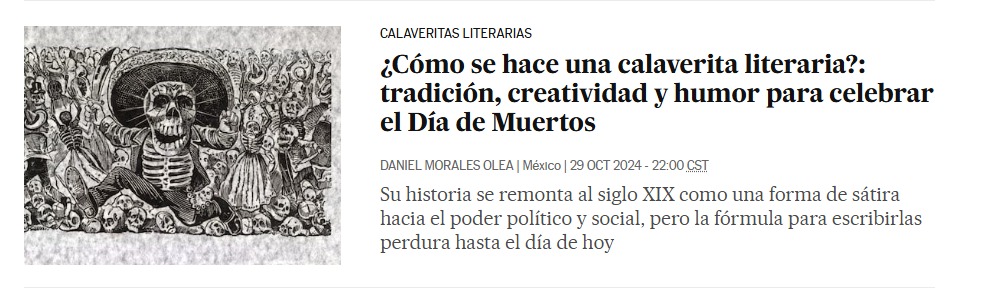 CALAVERITAS LITERARIAS
¿Cómo se hace una calaverita literaria?:
tradición, creatividad y humor para celebrar
el Día de Muertos
DANIEL MORALES OLEA | México | 29 OCT 2024 - 22:00 CST
Su historia se remonta al siglo XIX como una forma de sátira
hacia el poder político y social, pero la fórmula para escribirlas
perdura hasta el día de hoy